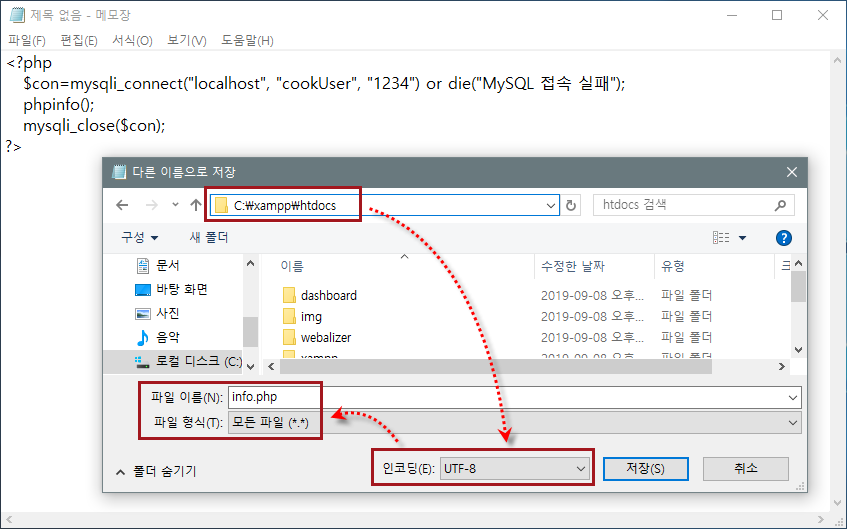 제목 없음 - 메모장
파일(F) 편집(E) 서식(O) 보기(V) 도움말(H)
<?php
$con=mysqli_connect("localhost", "cookUser", "1234") or die("MySQL 접속 실패");
phpinfo();
mysqli_close($con);
?>
다른 이름으로 저장
C:₩xampp₩htdocs
htdocs 검색
구성 새 폴더
이름 수정한 날짜 유형 크
문서
바탕 화면
사진
음악
로컬 디스크 (C:)
dashboard 2019-09-08 오후... 파일 폴더
img 2019-09-08 오후... 파일 폴더
webalizer 2019-09-08 오후... 파일 폴더
xampp 2019-09-08 오후... 파일 폴더
파일 이름(N): info.php
파일 형식(T): 모든 파일 (*.*)
폴더 숨기기
인코딩(E): UTF-8
저장(S) 취소